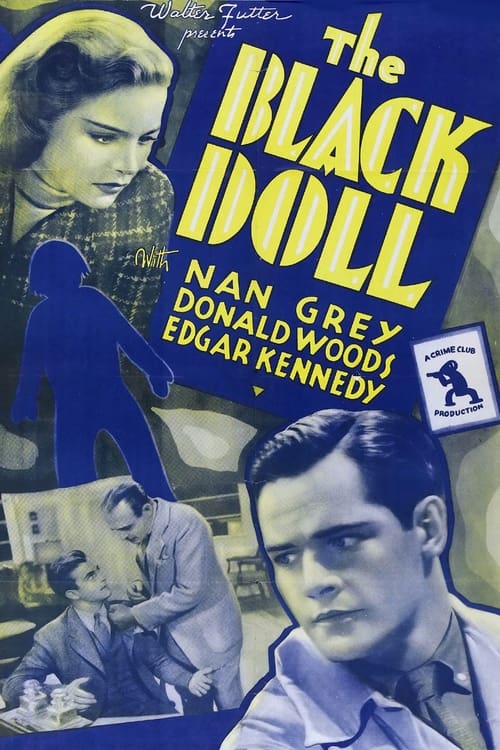 Walter Futter
presents
The
BLACK
DOLL
With
NAN GREY
DONALD WOODS
EDGAR KENNEDY
A CRIME CLUB
PRODUCTION